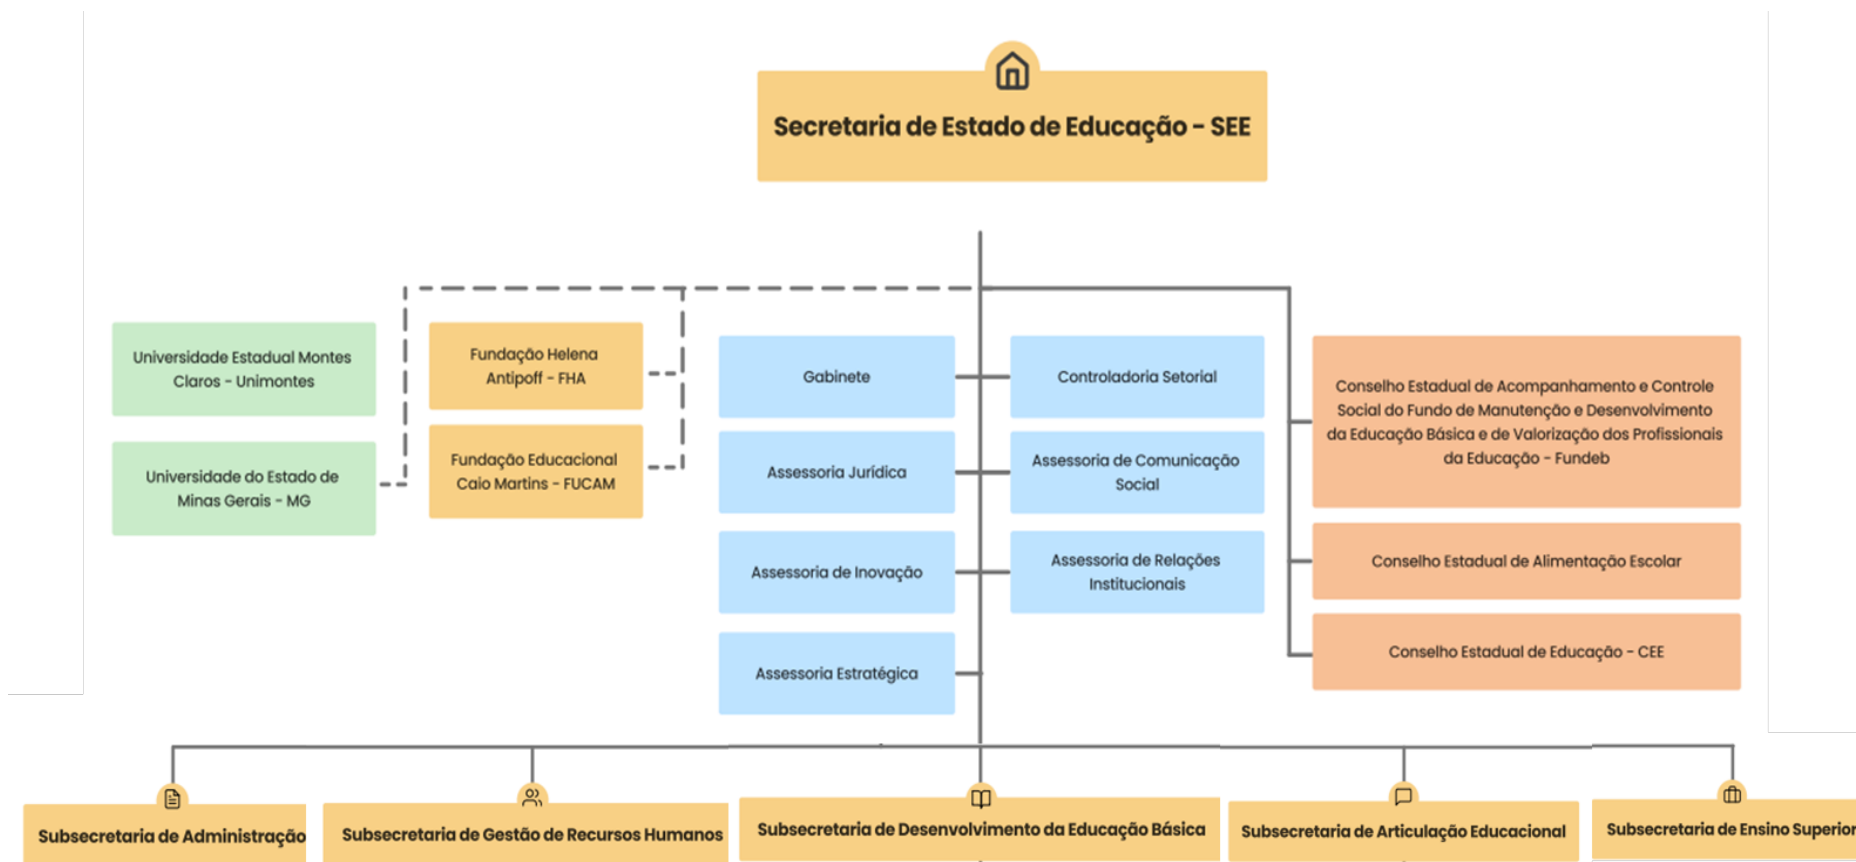 Secretaria de Estado de Educação - SEE
Universidade Estadual Montes
Claros - Unimontes
Universidade do Estado de
Minas Gerais - MG
Fundação Helena
Antipoff - FHA
Fundação Educacional
Caio Martins - FUCAM
Gabinete
Controladoria Setorial
Assessoria Jurídica
Assessoria de Comunicação
Social
Assessoria de Inovação
Assessoria de Relações
Institucionais
Assessoria Estratégica
Conselho Estadual de Acompanhamento e Controle
Social do Fundo de Manutenção e Desenvolvimento
da Educação Básica e de Valorização dos Profissionais
da Educação - Fundeb
Conselho Estadual de Alimentação Escolar
Conselho Estadual de Educação - CEE
Subsecretaria de Administração
Subsecretaria de Gestão de Recursos Humanos
Subsecretaria de Desenvolvimento da Educação Básica
Subsecretaria de Articulação Educacional
Subsecretaria de Ensino Superior